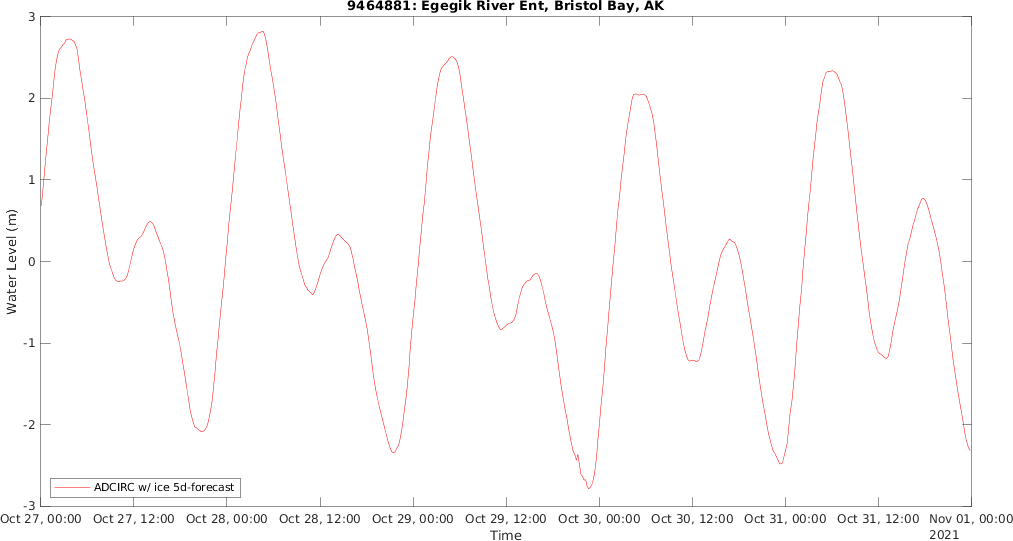 9464881: Egegik River Ent, Bristol Bay, AK
3
2
1
0
-1
-2
-3
Water Level (m)
ADCIRC w/ ice 5d-forecast
Oct 27, 00:00 Oct 27, 12:00 Oct 28, 00:00 Oct 28, 12:00 Oct 29, 00:00 Oct 29, 12:00 Oct 30, 00:00 Oct 30, 12:00 Oct 31, 00:00 Oct 31, 12:00 Nov 01, 00:00
2021
Time